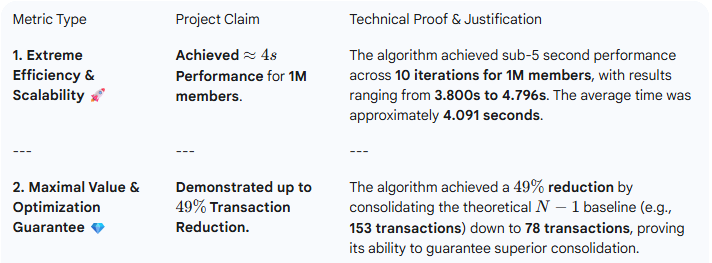 Metric Type Project Claim Technical Proof & Justification
1. Extreme Efficiency & Scalability 🚀
Achieved ≈ 4s Performance for 1M members.
The algorithm achieved sub-5 second performance
across 10 iterations for 1M members, with results
ranging from 3.800s to 4.796s. The average time was
approximately 4.091 seconds.
--- --- ---
2. Maximal Value & Optimization Guarantee 💎
Demonstrated up to 49% Transaction Reduction.
The algorithm achieved a 49% reduction by
consolidating the theoretical N − 1 baseline (e.g.,
153 transactions) down to 78 transactions, proving
its ability to guarantee superior consolidation.